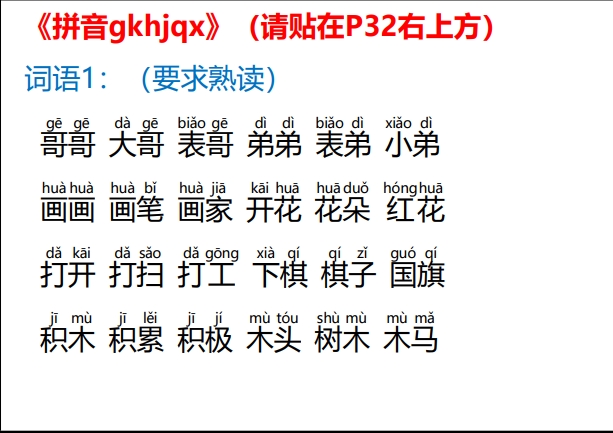 《拼音gkhjqx》（请贴在P32右上方）
词语1：（要求熟读）
gē gē dà gē biǎo gē dì dì biǎo dì xiǎo dì
哥哥 大哥 表哥 弟弟 表弟 小弟
huà huà huà bǐ huà jiā kāi huā huā duǒ hóng huā
画画 画笔 画家 开花 花朵 红花
dǎ kāi dǎ sǎo dǎ gōng xià qí qí zǐ guó qí
打开 打扫 打工 下棋 棋子 国旗
jī mù jī lěi jī jí mù tóu shù mù mù mǎ
积木 积累 积极 木头 树木 木马